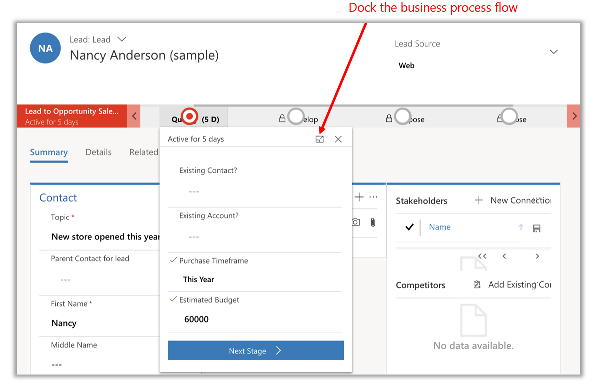 Dock the business process flow
NA
Lead: Lead
Nancy Anderson (sample)
Lead Source
Web
Lead to Opportunity Sale...
Active for 5 days
Qu (5 D)
elop
pose
ose
Summary
Details
Related
Active for 5 days
Existing Contact?
---
Existing Account?
---
Purchase Timeframe
This Year
Estimated Budget
60000
Next Stage
Contact
Topic *
New store opened this year
Parent Contact for lead
---
First Name *
Nancy
Middle Name
---
Stakeholders
New Connection
Name
Competitors
Add Existing Co
No data available.